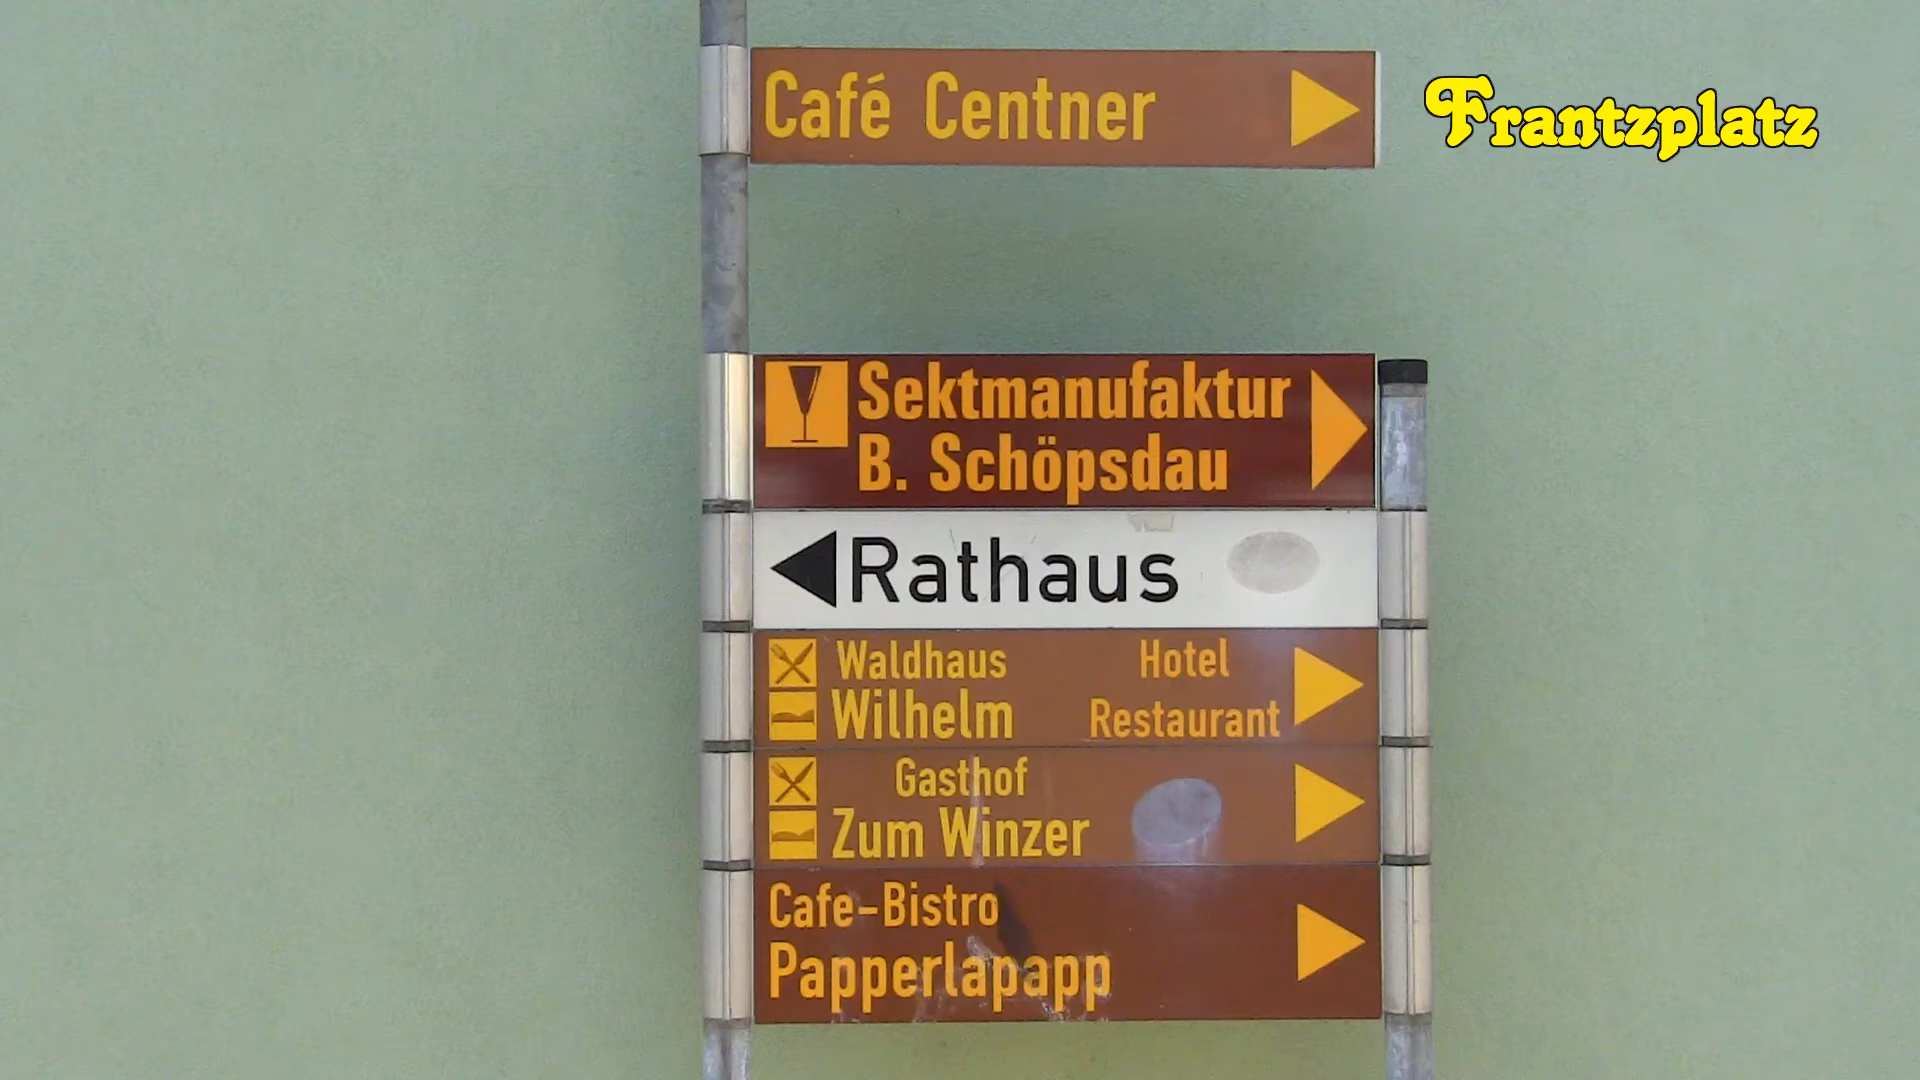 Café Centner
Frantzplatz
Sektmanufaktur
B. Schöpsdau
Rathaus
Waldhaus Hotel
Wilhelm Restaurant
Gasthof
Zum Winzer
Cafe-Bistro
Papperlapapp